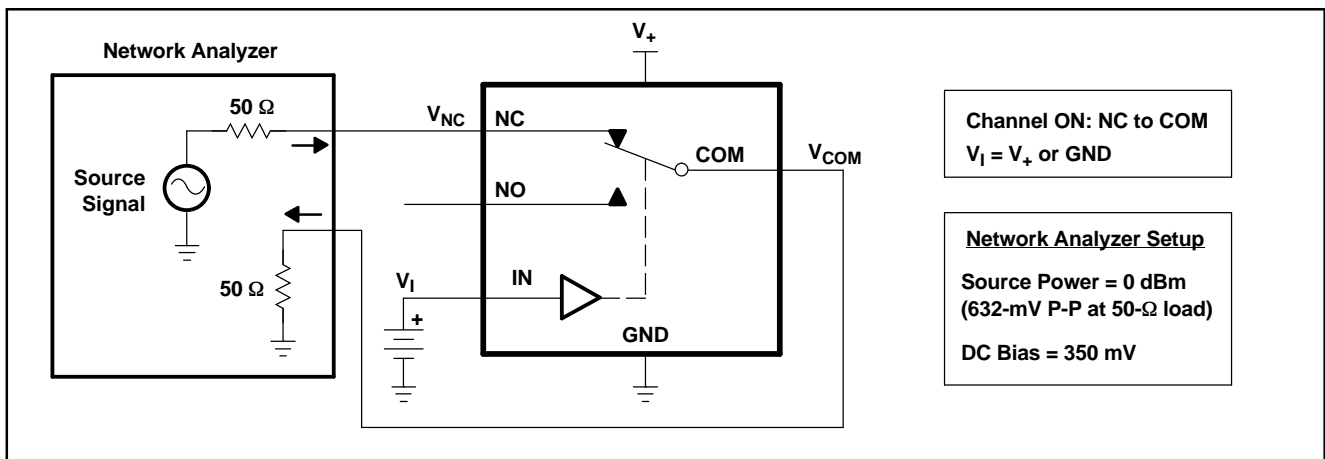 Network Analyzer
50 Ω
Source
Signal
50 Ω
V+
VNC
NC
COM
VCOM
NO
VI
IN
+
GND
Channel ON: NC to COM
VI = V+ or GND
Network Analyzer Setup
Source Power = 0 dBm
(632-mV P-P at 50-Ω load)
DC Bias = 350 mV